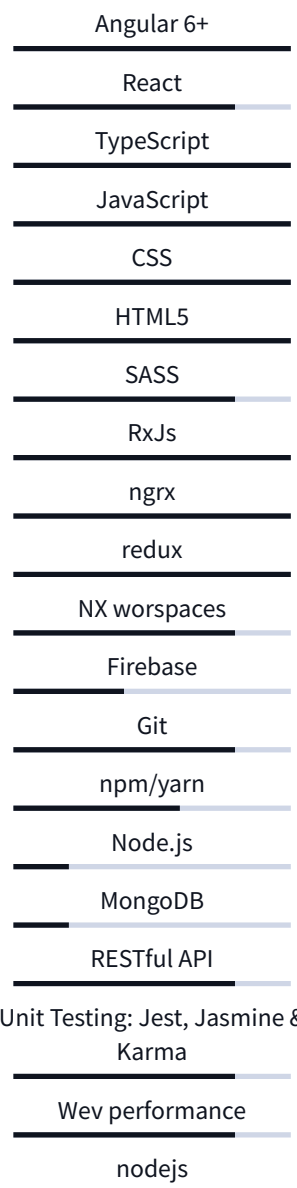 Angular 6+
React
TypeScript
JavaScript
CSS
HTML5
SASS
RxJs
ngrx
redux
NX worspaces
Firebase
Git
npm/yarn
Node.js
MongoDB
RESTful API
Unit Testing: Jest, Jasmine &
Karma
Wev performance
nodejs